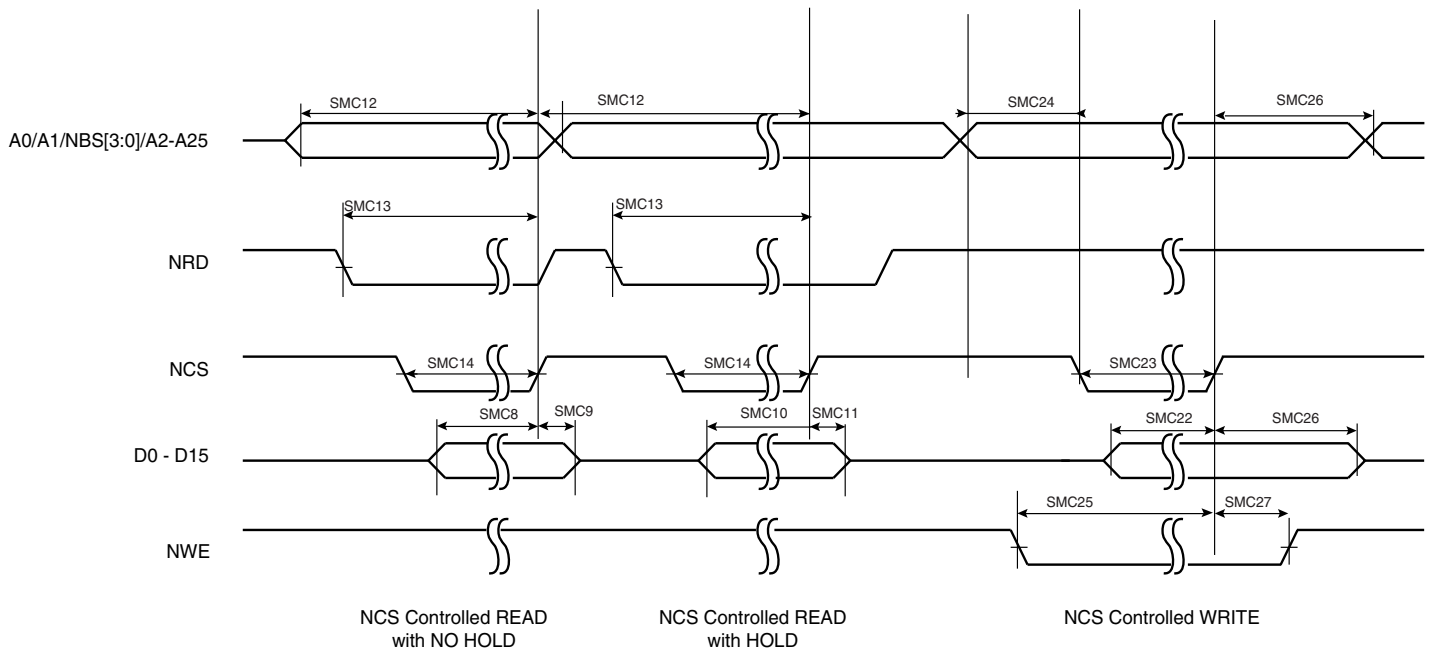 SMC12
SMC12
SMC24
SMC26
A0/A1/NBS[3:0]/A2-A25
SMC13
SMC13
NRD
NCS
SMC14
SMC14
SMC23
SMC8
SMC9
SMC10
SMC11
SMC22
SMC26
D0 - D15
SMC25
SMC27
NWE
NCS Controlled READ
with NO HOLD
NCS Controlled READ
with HOLD
NCS Controlled WRITE